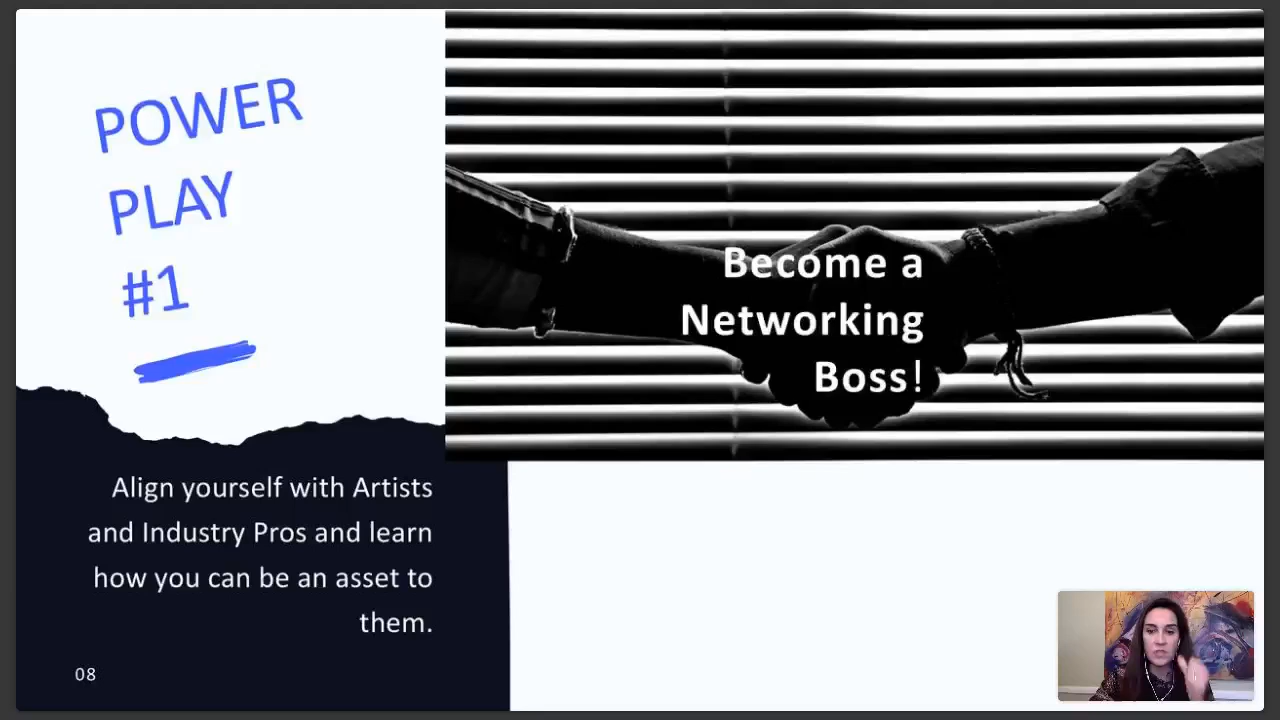 POWER
PLAY
#1
Become a
Networking
Boss!
Align yourself with Artists
and Industry Pros and learn
how you can be an asset to
them.
08